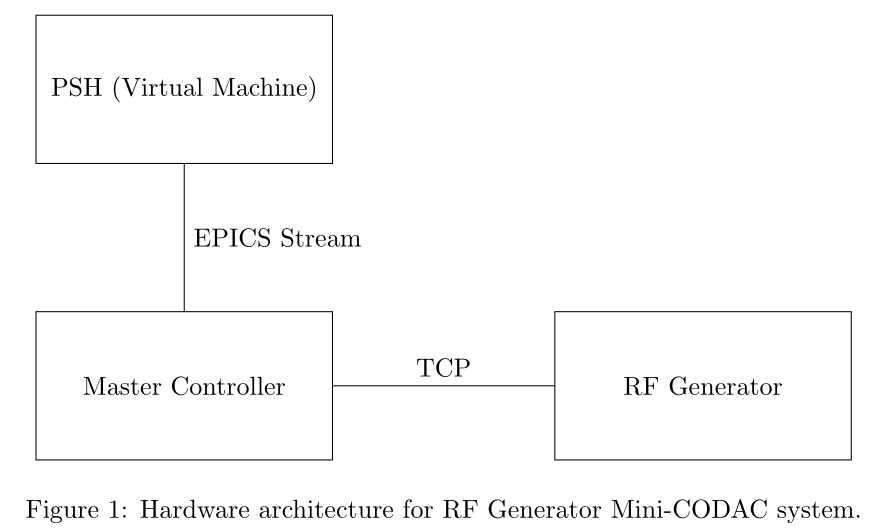 PSH (Virtual Machine)
EPICS Stream
TCP
Master Controller
RF Generator
Figure 1: Hardware architecture for RF Generator Mini-CODAC system.